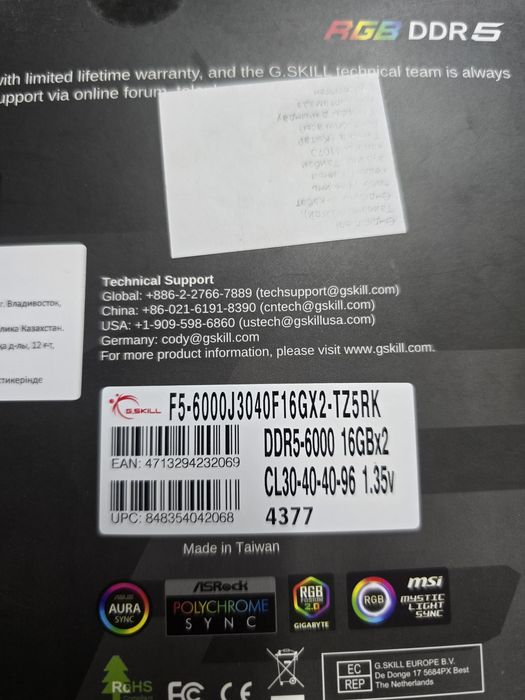 RGB DDR5
with limited lifetime warranty, and the G.SKILL technical team is always
upport via online forum,
г. Владивосток,
лика Казахстан.
Technical Support
Global: +886-2-2766-7889 (techsupport@gskill.com)
China: +86-021-6191-8390 (cntech@gskill.com)
USA: +1-909-598-6860 (ustech@gskillusa.com)
Germany: cody@gskill.com
For more product information, please visit www.gskill.com.
G.SKILL
F5-6000J3040F16GX2-TZ5RK
DDR5-6000 16GBx2
EAN: 4713294232069
CL30-40-40-96 1.35v
UPC: 848354042068
4377
Made in Taiwan
ASUS AURA SYNC
ASRock
POLYCHROME
SYNC
RGB
FUSION
2.0
GIGABYTE
RGB
msi
MYSTIC
LIGHT
SYNC
RoHS
FC CE
EC REP
G.SKILL EUROPE B.V.
De Donge 17 5684PX Best
The Netherlands